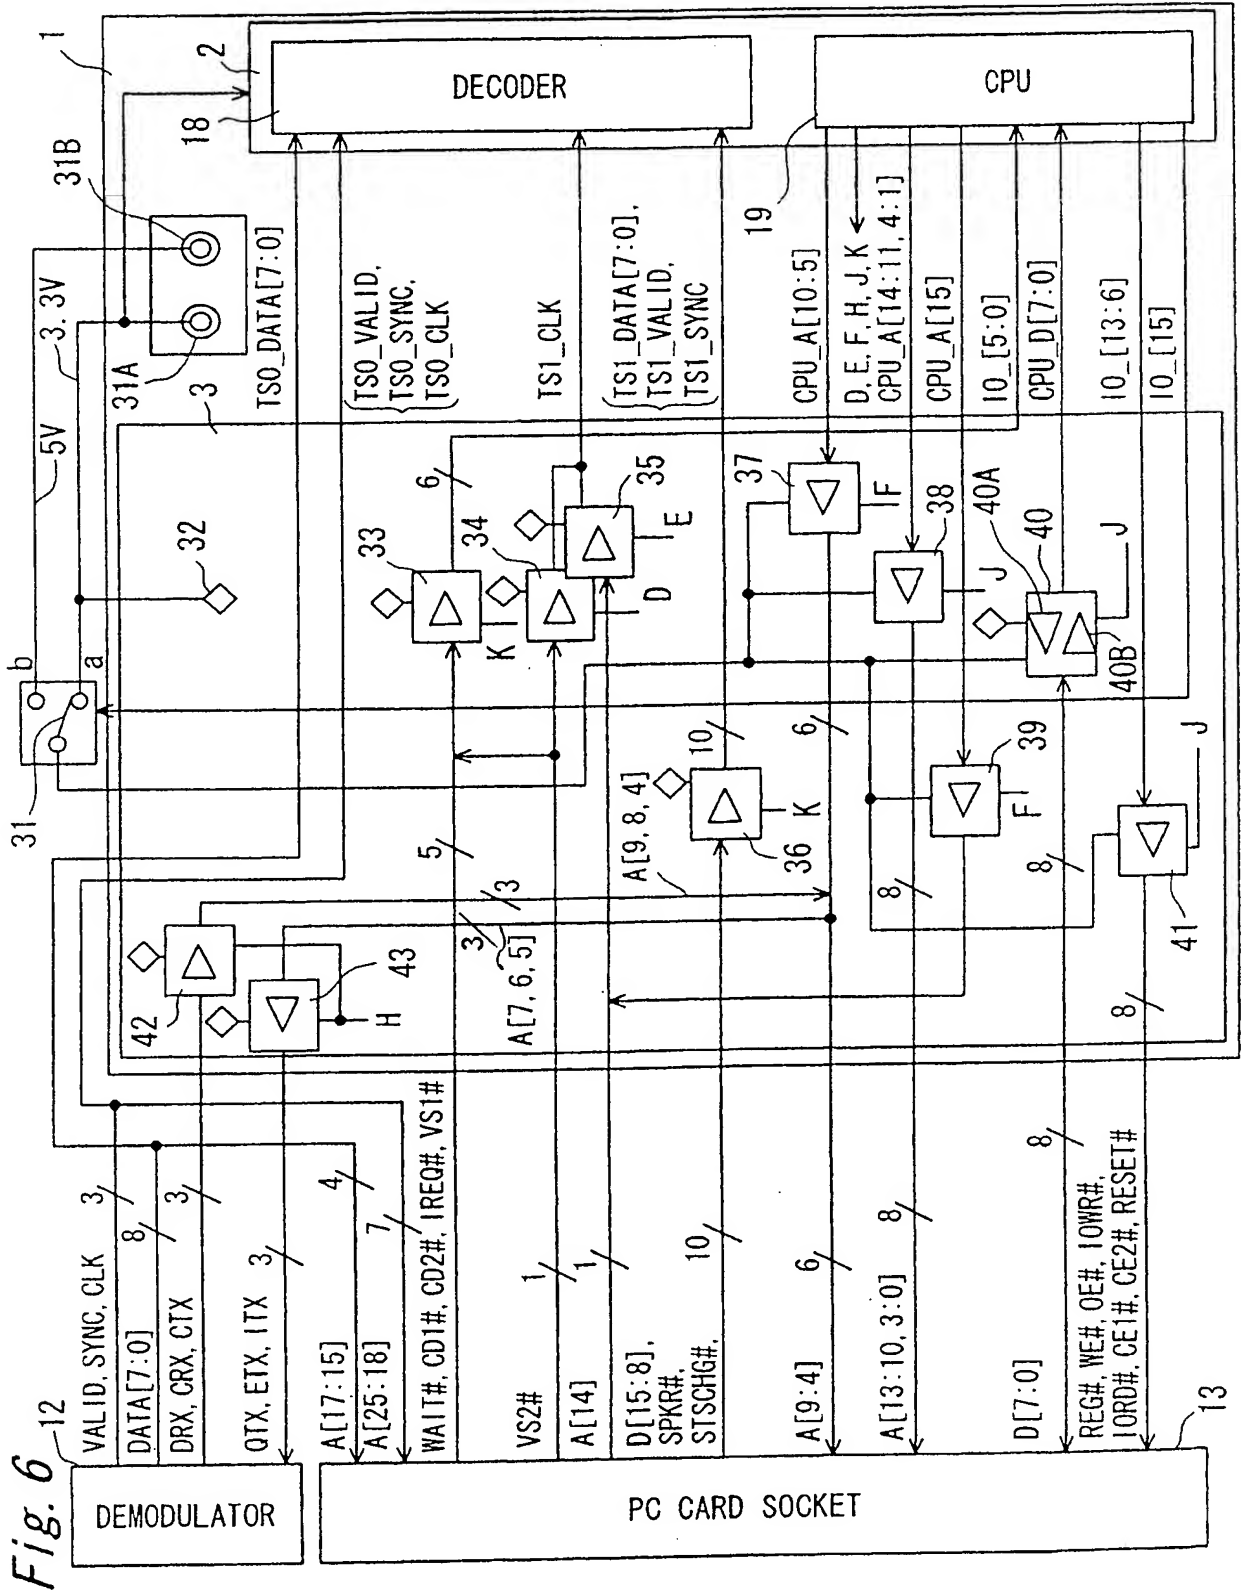 Fig. 6
DEMODULATOR
12
PC CARD SOCKET
13
VALID, SYNC, CLK
3
DATA[7:0]
8
DRX, CRX, CTX
3
QTX, ETX, ITX
3
A[17:15]
4
A[25:18]
7
WAIT#, CD1#, CD2#, IREQ#, VS1#
VS2#
1
A[14]
1
D[15:8],
SPKR#,
STSCHG#,
10
A[9:4]
6
A[13:10, 3:0]
8
D[7:0]
8
REG#, WE#, OE#, IOWR#,
IORD#, CE1#, CE2#, RESET#
8
42
43
H
A[7, 6, 5]
3
3
5
A[9, 8, 4]
36
K
10
6
8
39
F
8
41
J
31
b
a
5V
3. 3V
32
33
K
34
D
35
E
6
37
F
38
J
40A
40
40B
J
3
31A
31B
1
2
18
DECODER
19
CPU
TS0_DATA[7:0]
TS0_VALID,
TS0_SYNC,
TS0_CLK
TS1_CLK
TS1_DATA[7:0],
TS1_VALID,
TS1_SYNC
CPU_A[10:5]
D, E, F, H, J, K
CPU_A[14:11, 4:1]
CPU_A[15]
IO_[5:0]
CPU_D[7:0]
IO_[13:6]
IO_[15]